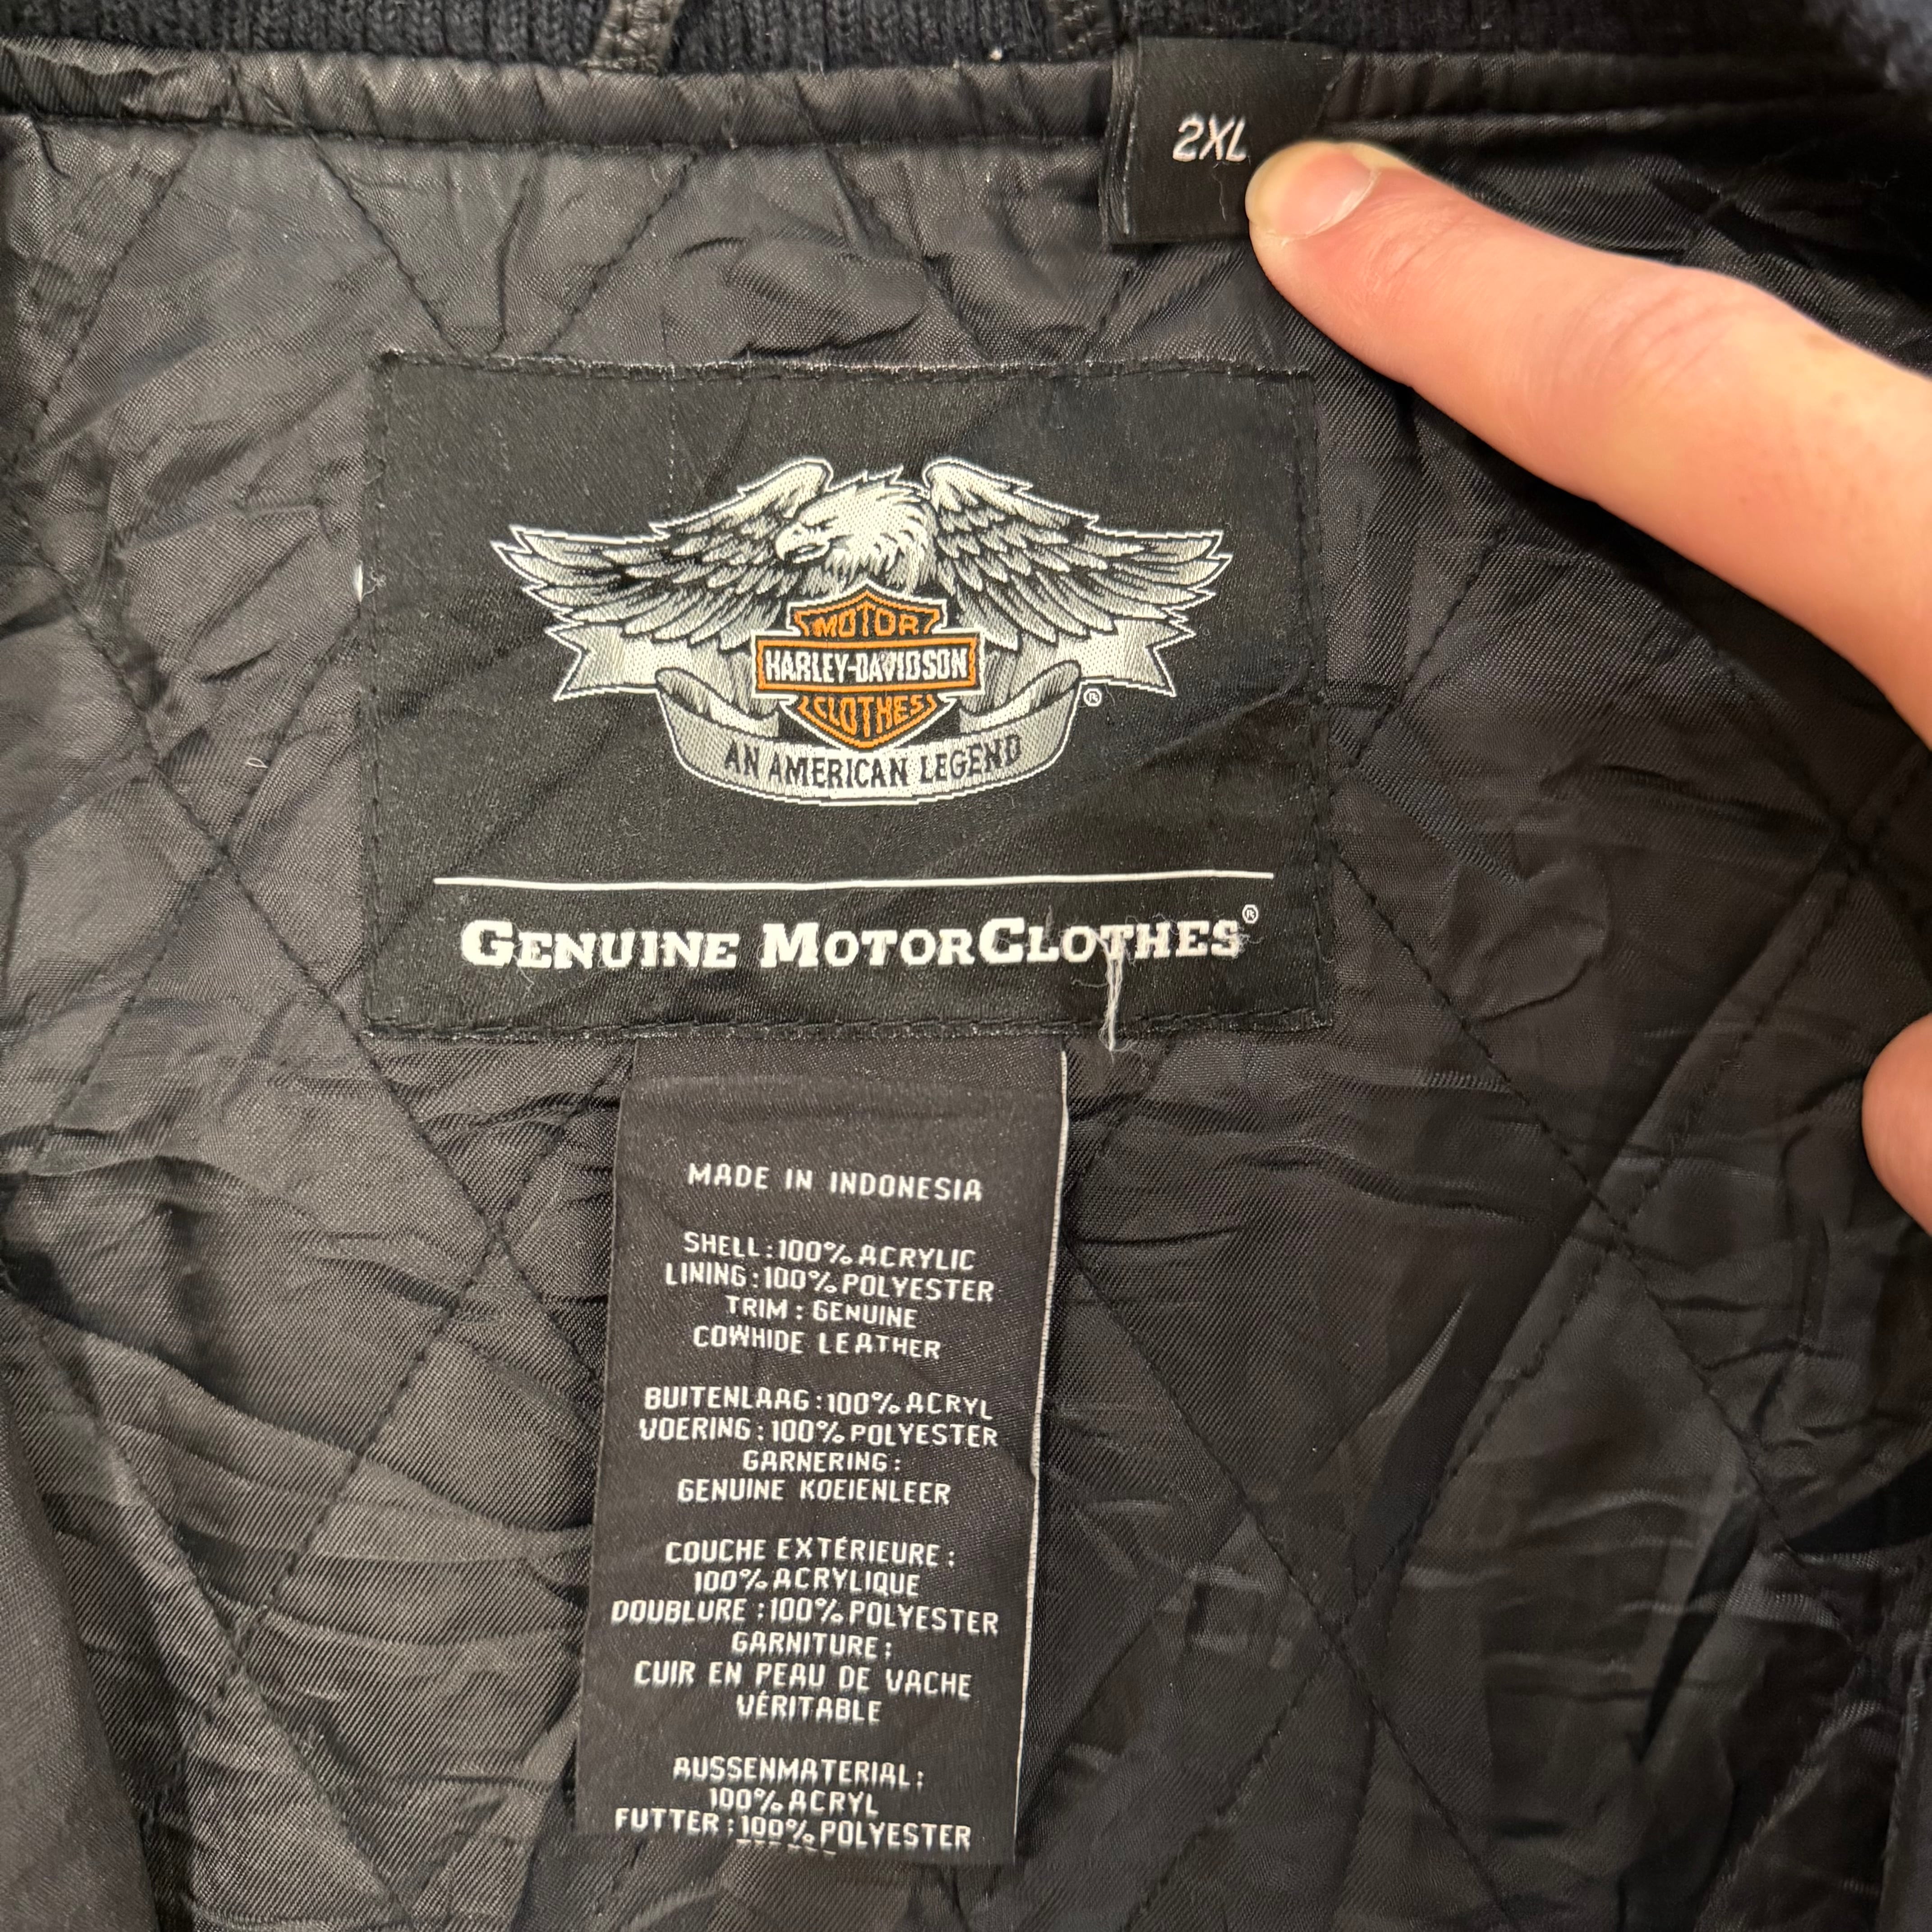 2XL
MOTOR
HARLEY-DAVIDSON
CLOTHES
®
AN AMERICAN LEGEND
GENUINE MOTORCLOTHES®
MADE IN INDONESIA
SHELL:100% ACRYLIC
LINING:100% POLYESTER
TRIM: GENUINE
COWHIDE LEATHER
BUITENLAAG:100% ACRYL
VOERING:100% POLYESTER
GARNERING:
GENUINE KOEIENLEER
COUCHE EXTÉRIEURE:
100% ACRYLIQUE
DOUBLURE:100% POLYESTER
GARNITURE:
CUIR EN PEAU DE VACHE
VÉRITABLE
AUSSENMATERIAL:
100% ACRYL
FUTTER:100% POLYESTER